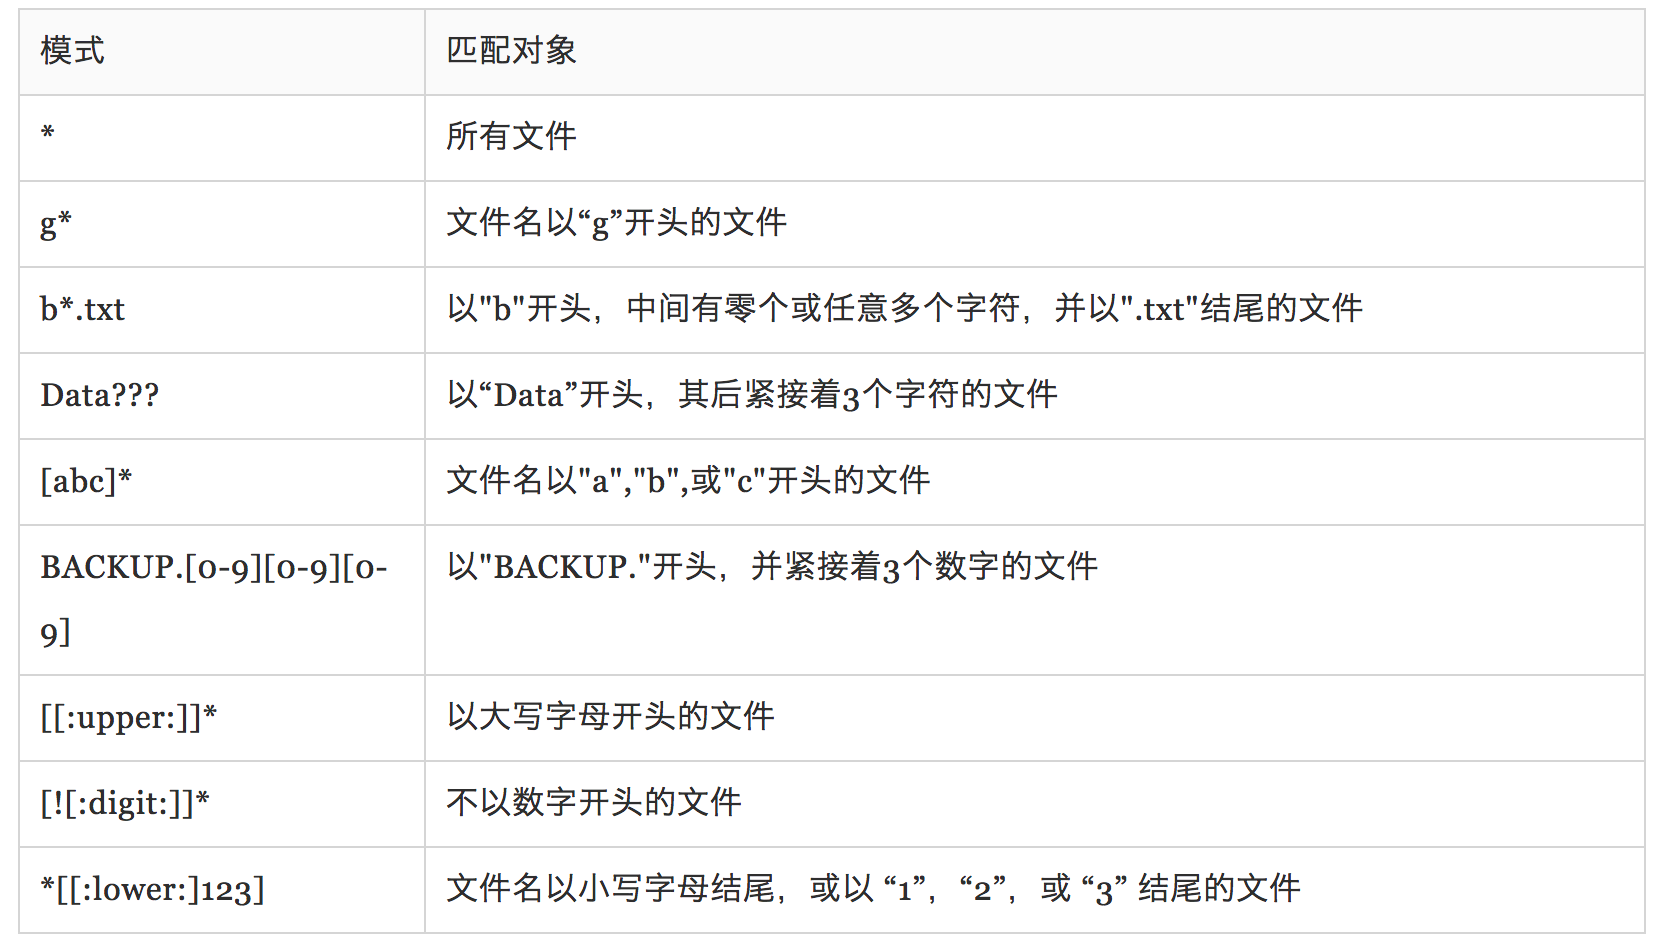 模式
匹配对象
*
所有文件
g*
文件名以“g”开头的文件
b*.txt
以"b"开头，中间有零个或任意多个字符，并以".txt"结尾的文件
Data???
以“Data”开头，其后紧接着3个字符的文件
[abc]*
文件名以"a","b",或"c"开头的文件
BACKUP.[0-9][0-9][0-
9]
以"BACKUP."开头，并紧接着3个数字的文件
[[:upper:]]*
以大写字母开头的文件
[![:digit:]]*
不以数字开头的文件
*[[:lower:]123]
文件名以小写字母结尾，或以 “1”，“2”，或 “3” 结尾的文件